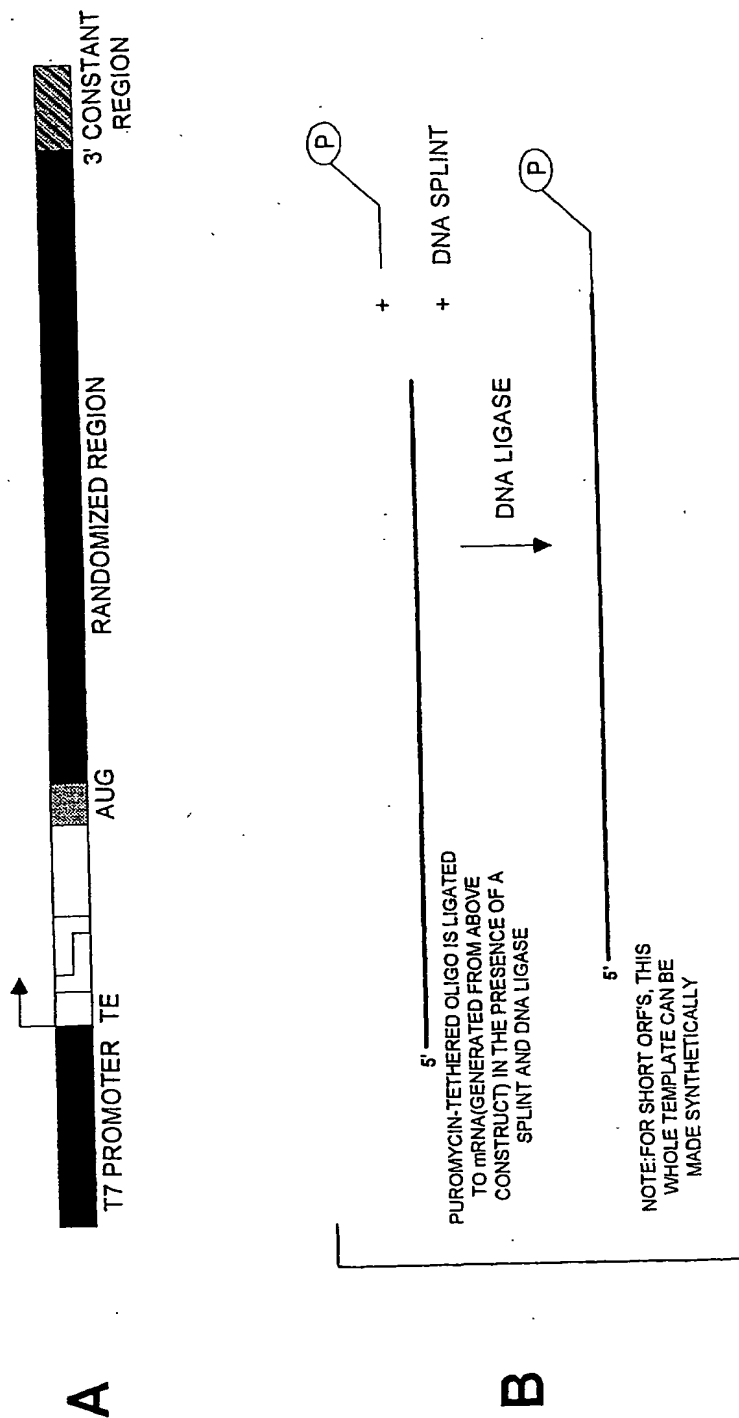 A
T7 PROMOTER TE AUG RANDOMIZED REGION 3' CONSTANT
REGION
B
5'
P
+
+ DNA SPLINT
PUROMYCIN-TETHERED OLIGO IS LIGATED
TO mRNA(GENERATED FROM ABOVE
CONSTRUCT) IN THE PRESENCE OF A
SPLINT AND DNA LIGASE
DNA LIGASE
5'
P
NOTE:FOR SHORT ORF'S, THIS
WHOLE TEMPLATE CAN BE
MADE SYNTHETICALLY